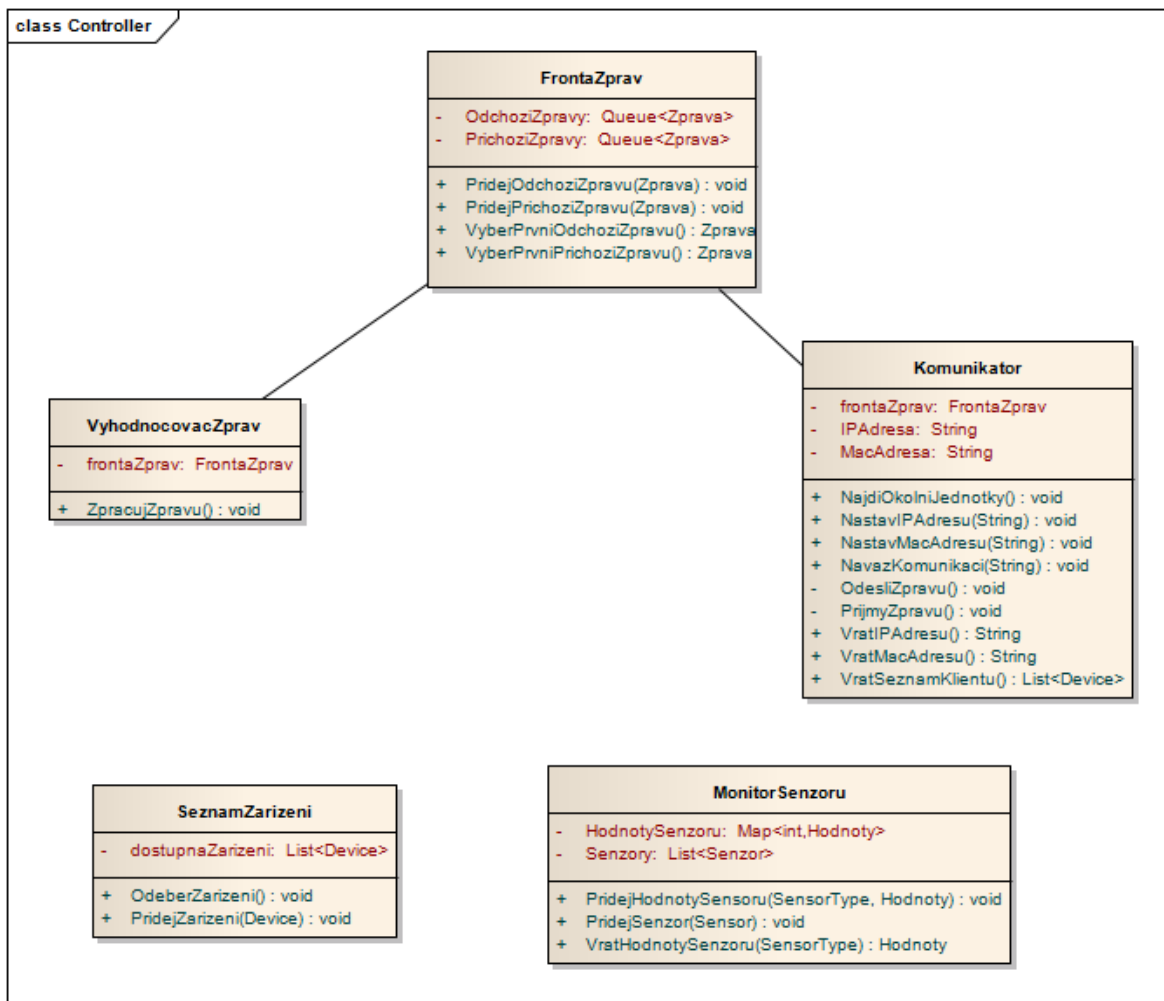 class Controller
FrontaZprav
- OdchoziZpravy: Queue<Zprava>
- PrichoziZpravy: Queue<Zprava>
+ PridejOdchoziZpravu(Zprava) : void
+ PridejPrichoziZpravu(Zprava) : void
+ VyberPrvniOdchoziZpravu() : Zprava
+ VyberPrvniPrichoziZpravu() : Zprava
VyhodnocovacZprav
- frontaZprav: FrontaZprav
+ ZpracujZpravu() : void
Komunikator
- frontaZprav: FrontaZprav
- IPAdresa: String
- MacAdresa: String
+ NajdiOkolniJednotky() : void
+ NastavIPAdresu(String) : void
+ NastavMacAdresu(String) : void
+ NavazKomunikaci(String) : void
- OdesliZpravu() : void
- PrijmyZpravu() : void
+ VratIPAdresu() : String
+ VratMacAdresu() : String
+ VratSeznamKlientu() : List<Device>
SeznamZarizeni
- dostupnaZarizeni: List<Device>
+ OdeberZarizeni() : void
+ PridejZarizeni(Device) : void
MonitorSenzoru
- HodnotySenzoru: Map<int,Hodnoty>
- Senzory: List<Senzor>
+ PridejHodnotySensoru(SensorType, Hodnoty) : void
+ PridejSenzor(Sensor) : void
+ VratHodnotySenzoru(SensorType) : Hodnoty